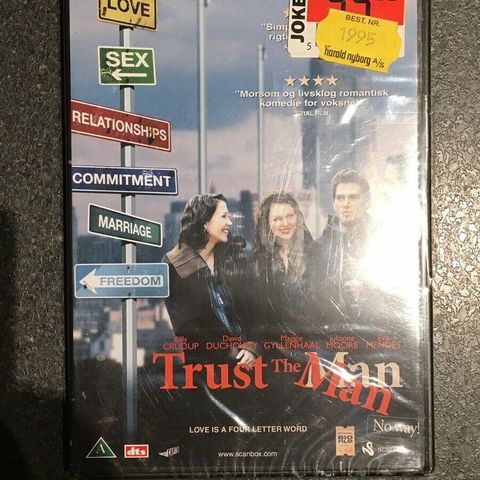 LOVE
SEX
RELATIONSHIPS
COMMITMENT
MARRIAGE
FREEDOM
JOKE
5
BEST. NR.
1995
harald nyborg A/S
★★★★
"Morsom og livsklog romantisk
komedie for voksne"
TOTAL FILM
Billy
CRUDUP
David
DUCHOVNY
Maggie
GYLLENHAAL
Julianne
MOORE
Eva
MENDES
Trust The Man
Man
No way!
LOVE IS A FOUR LETTER WORD
A
dts
www.scanbox.com